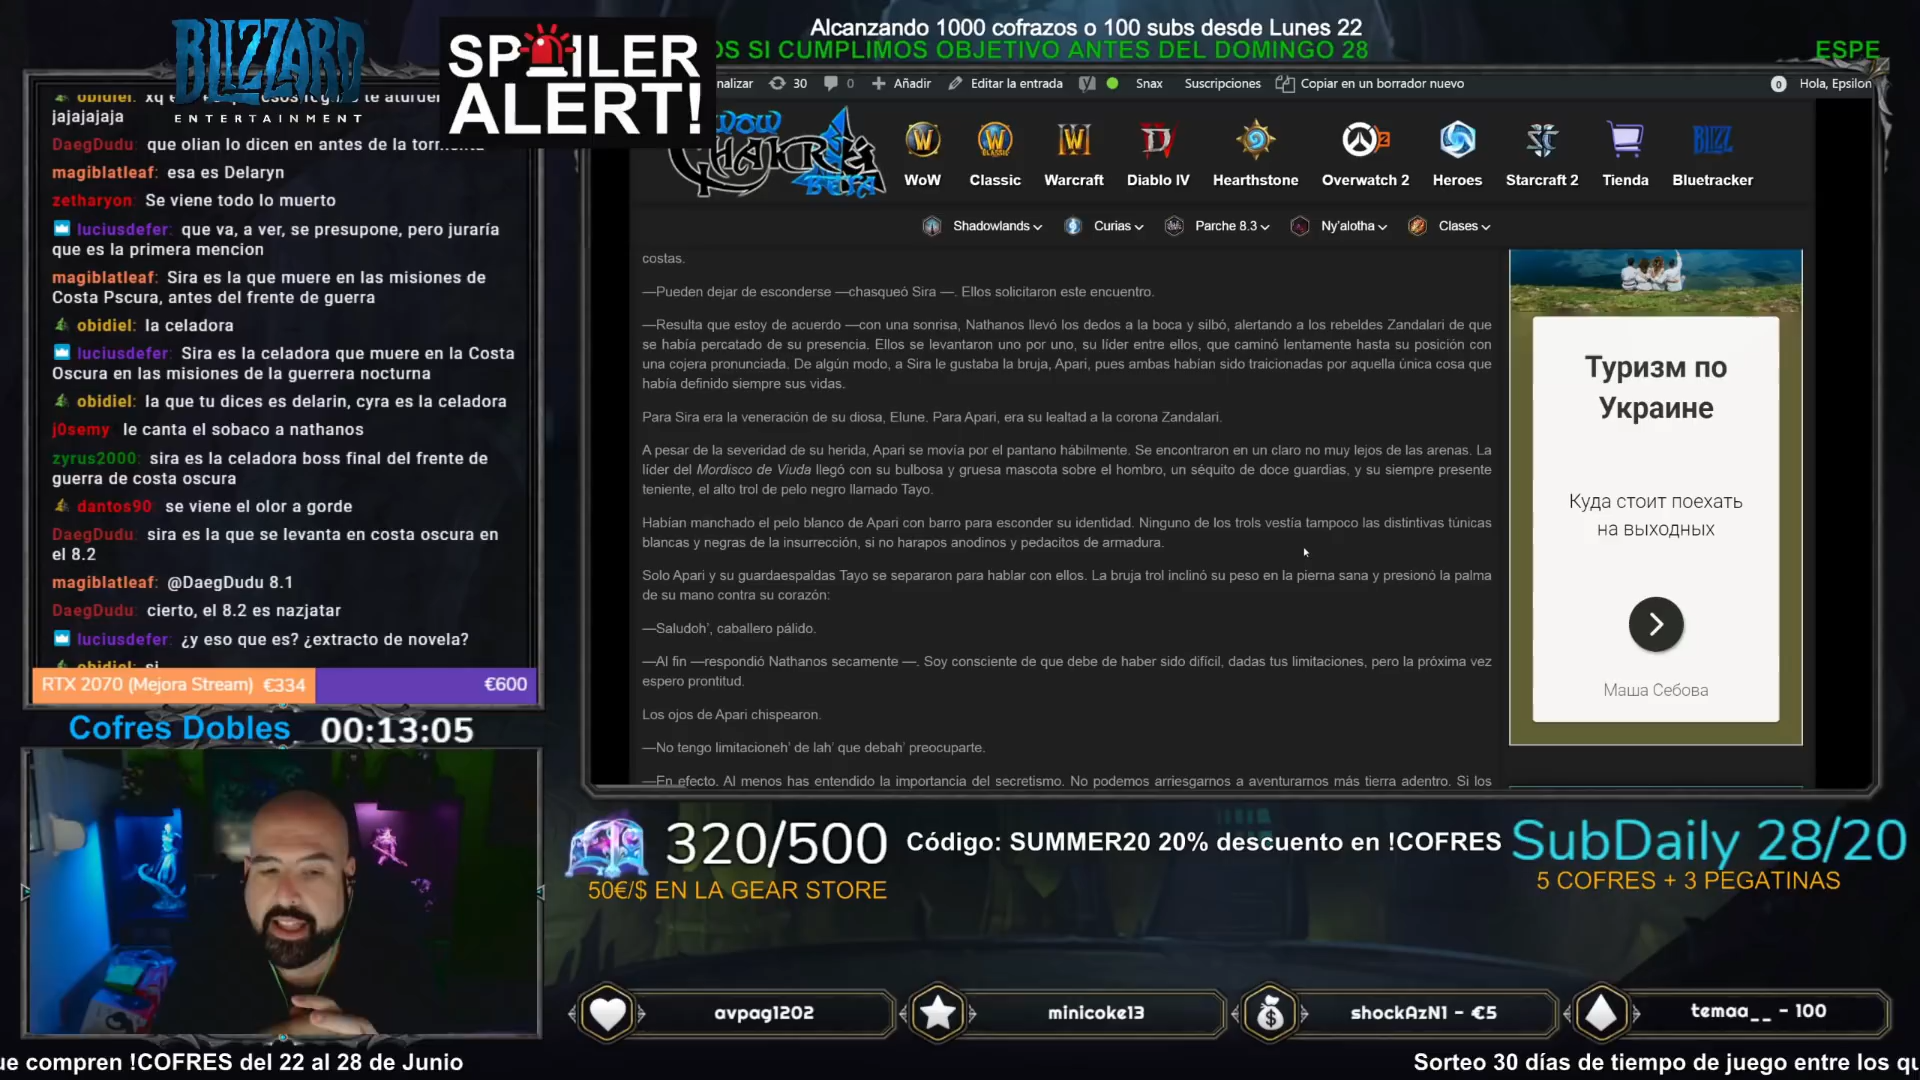 BLIZZARD
ENTERTAINMENT
SPOILER
ALERT!
Alcanzando 1000 cofrazos o 100 subs desde Lunes 22
OS SI CUMPLIMOS OBJETIVO ANTES DEL DOMINGO 28
ESPE
nalizar
30
0
Añadir
Editar la entrada
Snax
Suscripciones
Copiar en un borrador nuevo
0
Hola, Epsilon
WOW
CHAKRAS
BLIZZ
WoW
Classic
Warcraft
Diablo IV
Hearthstone
Overwatch 2
Heroes
Starcraft 2
Tienda
Bluetracker
Shadowlands
Curias
Parche 8.3
Ny'alotha
Clases
jajajajaja
DaegDudu: que olian lo dicen en antes de la tormenta
magiblatleaf: esa es Delaryn
zetharyon: Se viene todo lo muerto
luciusdefer: que va, a ver, se presupone, pero juraría
que es la primera mencion
magiblatleaf: Sira es la que muere en las misiones de
Costa Pscura, antes del frente de guerra
obidiel: la celadora
luciusdefer: Sira es la celadora que muere en la Costa
Oscura en las misiones de la guerrera nocturna
obidiel: la que tu dices es delarin, cyra es la celadora
j0semy le canta el sobaco a nathanos
zyrus2000: sira es la celadora boss final del frente de
guerra de costa oscura
dantos90: se viene el olor a gorde
DaegDudu: sira es la que se levanta en costa oscura en
el 8.2
magiblatleaf: @DaegDudu 8.1
DaegDudu: cierto, el 8.2 es nazjatar
luciusdefer: ¿y eso que es? ¿extracto de novela?
obidiel: si
RTX 2070 (Mejora Stream) €334
€600
Cofres Dobles 00:13:05
costas.
—Pueden dejar de esconderse —chasqueó Sira —. Ellos solicitaron este encuentro.
—Resulta que estoy de acuerdo —con una sonrisa, Nathanos llevó los dedos a la boca y silbó, alertando a los rebeldes Zandalari de que
se había percatado de su presencia. Ellos se levantaron uno por uno, su líder entre ellos, que caminó lentamente hasta su posición con
una cojera pronunciada. De algún modo, a Sira le gustaba la bruja, Apari, pues ambas habían sido traicionadas por aquella única cosa que
había definido siempre sus vidas.
Para Sira era la veneración de su diosa, Elune. Para Apari, era su lealtad a la corona Zandalari.
A pesar de la severidad de su herida, Apari se movía por el pantano hábilmente. Se encontraron en un claro no muy lejos de las arenas. La
líder del Mordisco de Viuda llegó con su bulbosa y gruesa mascota sobre el hombro, un séquito de doce guardias, y su siempre presente
teniente, el alto trol de pelo negro llamado Tayo.
Habían manchado el pelo blanco de Apari con barro para esconder su identidad. Ninguno de los trols vestía tampoco las distintivas túnicas
blancas y negras de la insurrección, si no harapos anodinos y pedacitos de armadura.
Solo Apari y su guardaespaldas Tayo se separaron para hablar con ellos. La bruja trol inclinó su peso en la pierna sana y presionó la palma
de su mano contra su corazón:
—Saludoh', caballero pálido.
—Al fin —respondió Nathanos secamente —. Soy consciente de que debe de haber sido difícil, dadas tus limitaciones, pero la próxima vez
espero prontitud.
Los ojos de Apari chispearon.
—No tengo limitacioneh' de lah' que debah' preocuparte.
—En efecto. Al menos has entendido la importancia del secretismo. No podemos arriesgarnos a aventurarnos más tierra adentro. Si los
Туризм по
Украине
Куда стоит поехать
на выходных
Маша Себова
320/500
50€/$ EN LA GEAR STORE
Código: SUMMER20 20% descuento en !COFRES
SubDaily 28/20
5 COFRES + 3 PEGATINAS
avpag1202
minicoke13
shockAzN1 - €5
temaa__ - 100
ue compren !COFRES del 22 al 28 de Junio
Sorteo 30 días de tiempo de juego entre los qu